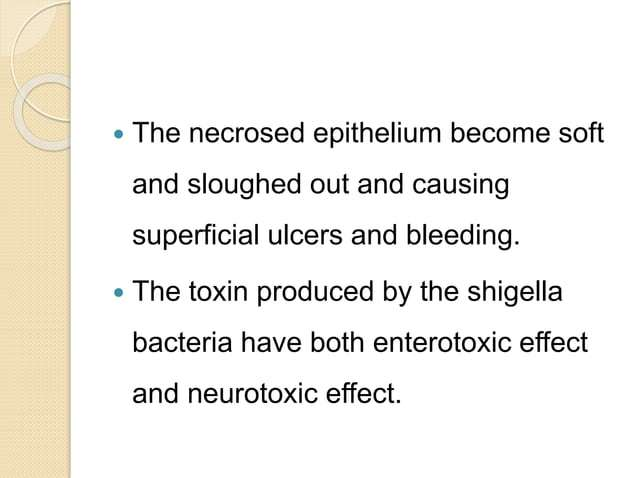 • The necrosed epithelium become soft
and sloughed out and causing
superficial ulcers and bleeding.
• The toxin produced by the shigella
bacteria have both enterotoxic effect
and neurotoxic effect.